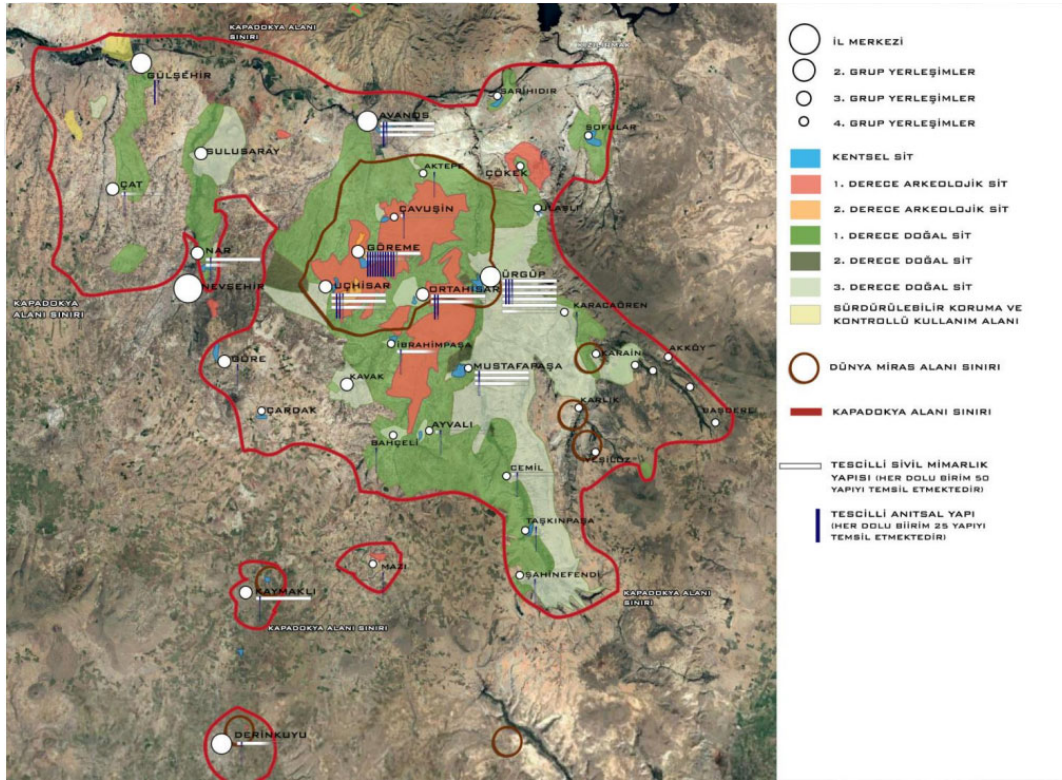 KAPADOKYA ALANI
SINIRI
GÜLŞEHİR
KIZILIRMAK
SARIHIDIR
AVANOS
SOFULAR
SULUSARAY
AKTEPE
ÇÖKEK
ÇAT
ÇAVUŞİN
ULAŞLI
NAR
GÖREME
ÜRGÜP
NEVŞEHİR
UÇHİSAR
ORTAHİSAR
KAPADOKYA
ALANI SINIRI
KARACAÖREN
İBRAHİMPAŞA
KARAİN
AKKÖY
GÖRE
MUSTAFAPAŞA
KAVAK
KARLIK
BAŞDERE
ÇARDAK
AYVALI
BAHÇELİ
YEŞİLÖZ
CEMİL
TAŞKINPAŞA
MAZI
ŞAHİNEFENDİ
KAYMAKLI
KAPADOKYA ALANI
SINIRI
KAPADOKYA ALANI SINIRI
DERİNKUYU
İL MERKEZİ
2. GRUP YERLEŞİMLER
3. GRUP YERLEŞİMLER
4. GRUP YERLEŞİMLER
KENTSEL SİT
1. DERECE ARKEOLOJİK SİT
2. DERECE ARKEOLOJİK SİT
1. DERECE DOĞAL SİT
2. DERECE DOĞAL SİT
3. DERECE DOĞAL SİT
SÜRDÜRÜLEBİLİR KORUMA VE
KONTROLLÜ KULLANIM ALANI
DÜNYA MİRAS ALANI SINIRI
KAPADOKYA ALANI SINIRI
TESCİLLİ SİVİL MİMARLIK
YAPISI (HER DOLU BİRİM 50
YAPIYI TEMSİL ETMEKTEDİR)
TESCİLLİ ANITSAL YAPI
(HER DOLU BİİRİM 25 YAPIYI
TEMSİL ETMEKTEDİR)